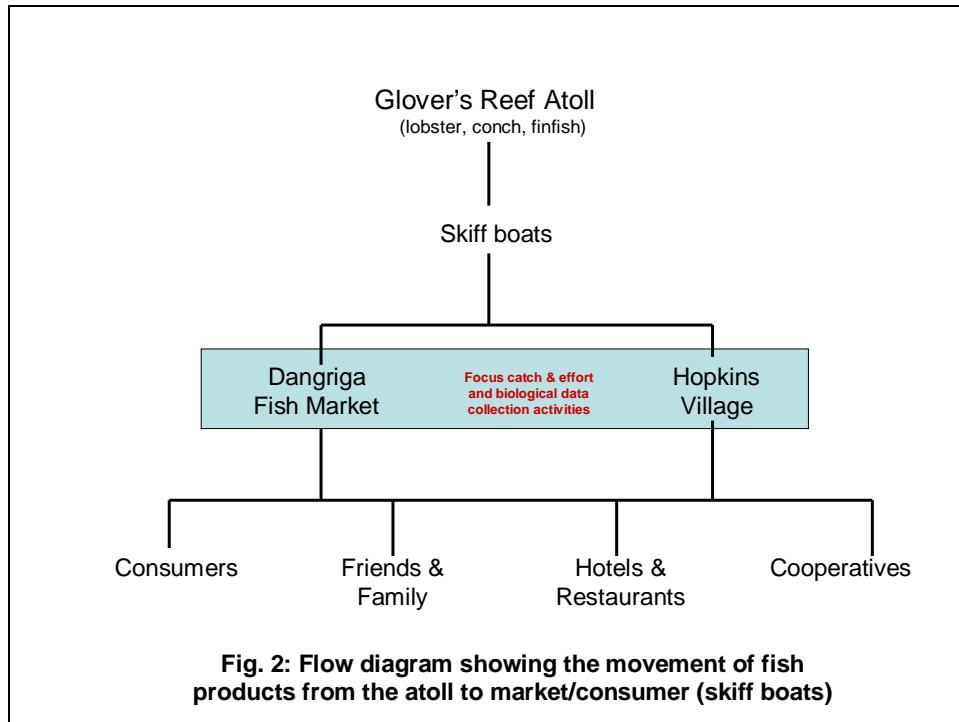 Glover's Reef Atoll
(lobster, conch, finfish)
Skiff boats
Dangriga
Fish Market
Focus catch & effort
and biological data
collection activities
Hopkins
Village
Consumers
Friends &
Family
Hotels &
Restaurants
Cooperatives
Fig. 2: Flow diagram showing the movement of fish
products from the atoll to market/consumer (skiff boats)